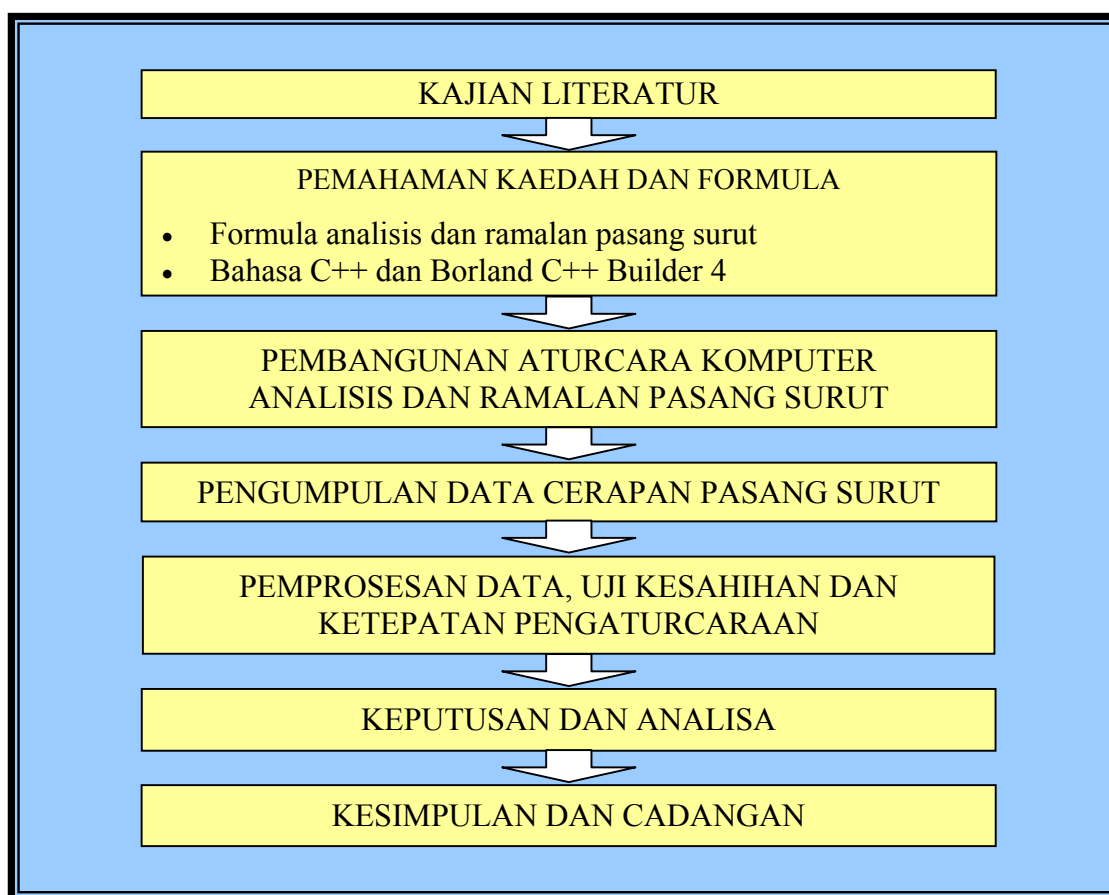 KAJIAN LITERATUR
PEMAHAMAN KAEDAH DAN FORMULA
• Formula analisis dan ramalan pasang surut
• Bahasa C++ dan Borland C++ Builder 4
PEMBANGUNAN ATURCARA KOMPUTER
ANALISIS DAN RAMALAN PASANG SURUT
PENGUMPULAN DATA CERAPAN PASANG SURUT
PEMPROSESAN DATA, UJI KESAHIHAN DAN
KETEPATAN PENGATURCARAAN
KEPUTUSAN DAN ANALISA
KESIMPULAN DAN CADANGAN